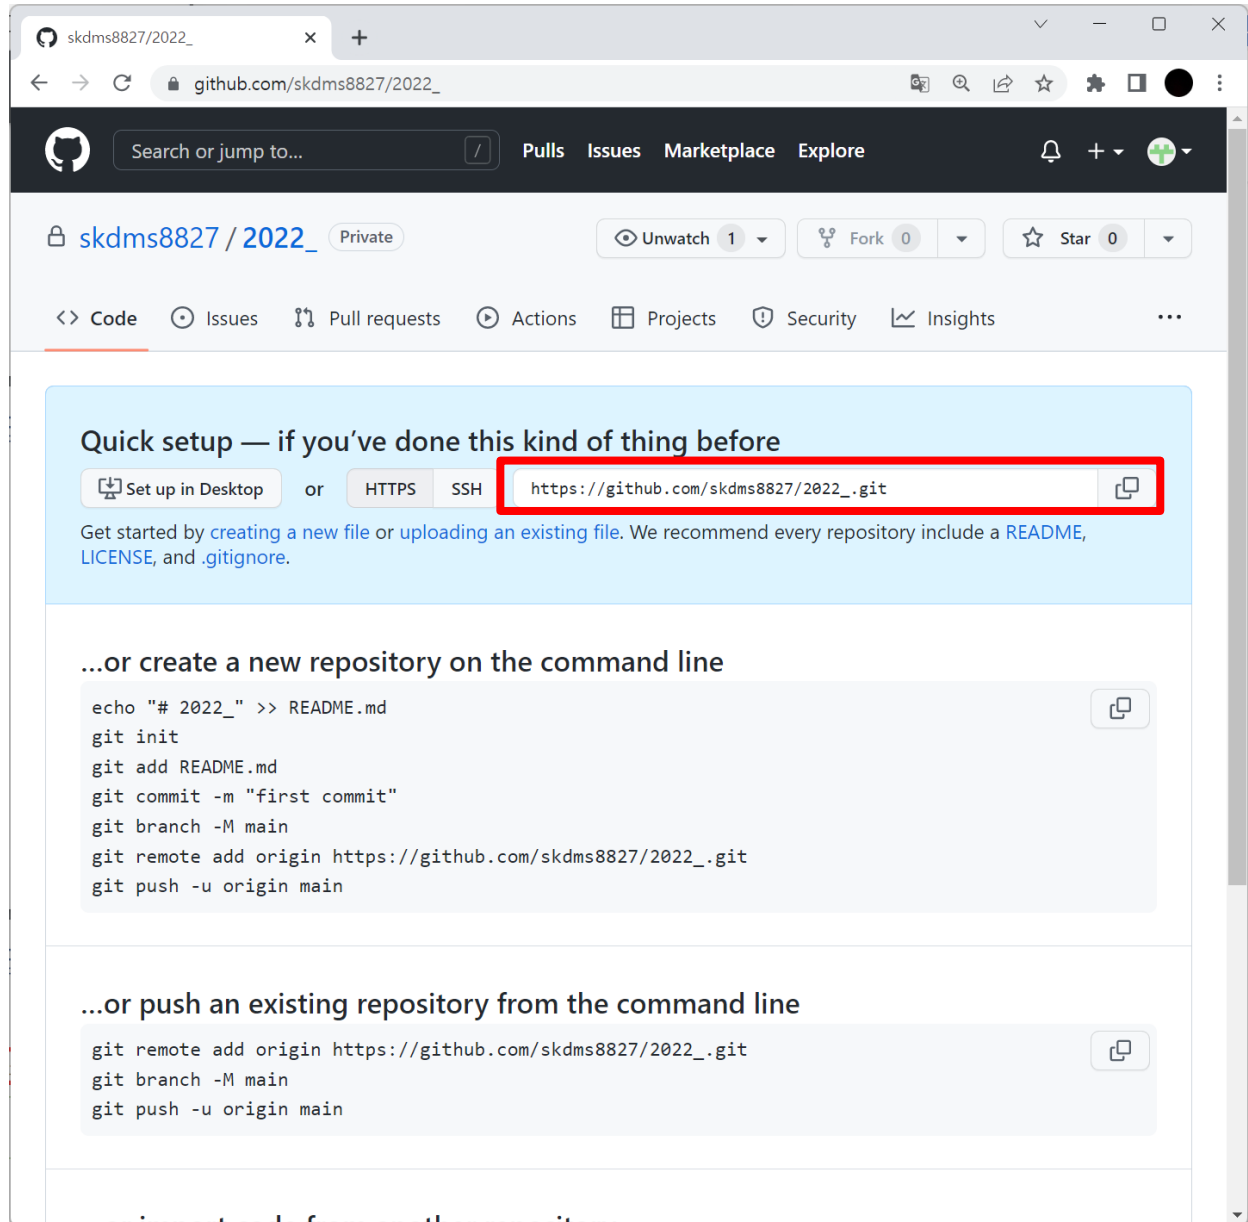 skdms8827/2022_
github.com/skdms8827/2022_
Search or jump to... / Pulls Issues Marketplace Explore
skdms8827 / 2022_ Private Unwatch 1 Fork 0 Star 0
Code Issues Pull requests Actions Projects Security Insights ...
Quick setup — if you've done this kind of thing before
Set up in Desktop or HTTPS SSH https://github.com/skdms8827/2022_.git
Get started by creating a new file or uploading an existing file. We recommend every repository include a README,
LICENSE, and .gitignore.
...or create a new repository on the command line
echo "# 2022_" >> README.md
git init
git add README.md
git commit -m "first commit"
git branch -M main
git remote add origin https://github.com/skdms8827/2022_.git
git push -u origin main
...or push an existing repository from the command line
git remote add origin https://github.com/skdms8827/2022_.git
git branch -M main
git push -u origin main